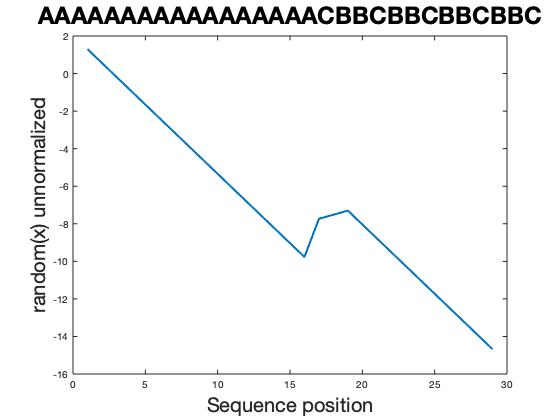 AAAAAAAAAAAAAAAACBBCBBCBBCBBC
2
0
-2
-4
-6
-8
-10
-12
-14
-16
random(x) unnormalized
0 5 10 15 20 25 30
Sequence position